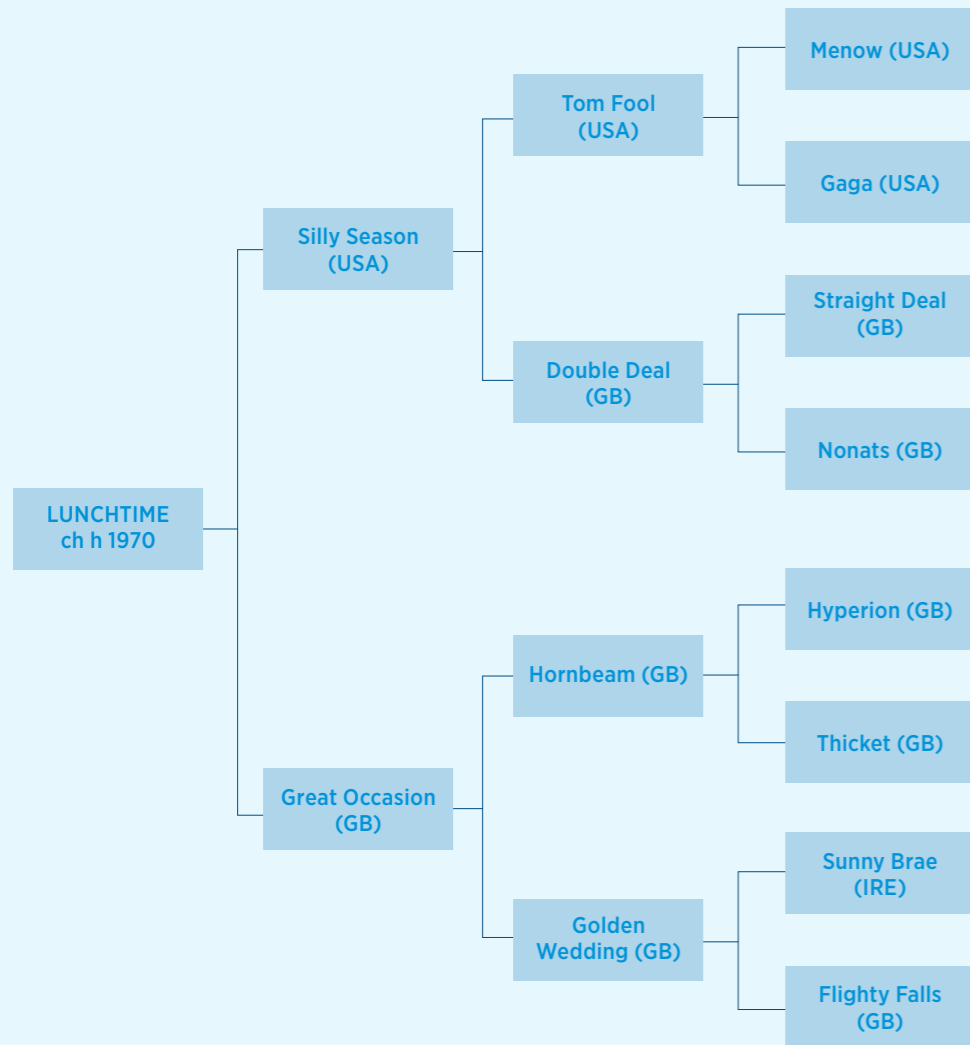 Menow (USA)
Tom Fool
(USA)
Gaga (USA)
Silly Season
(USA)
Straight Deal
(GB)
Double Deal
(GB)
Nonats (GB)
LUNCHTIME
ch h 1970
Hyperion (GB)
Hornbeam (GB)
Thicket (GB)
Great Occasion
(GB)
Sunny Brae
(IRE)
Golden
Wedding (GB)
Flighty Falls
(GB)